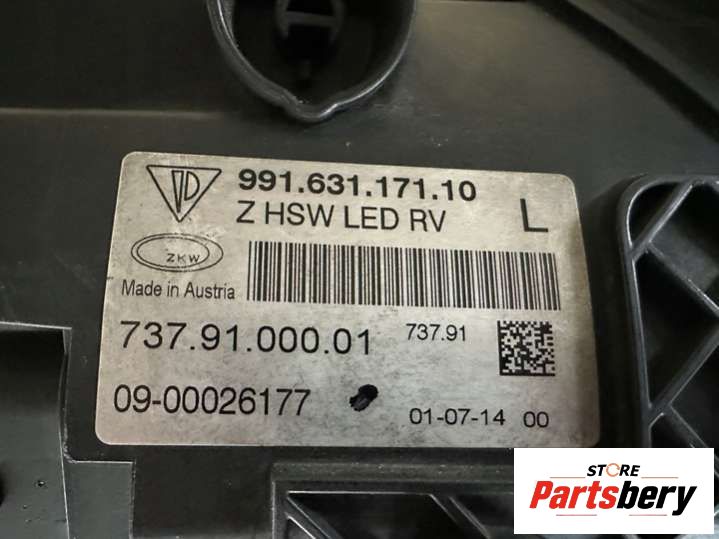 991.631.171.10
Z HSW LED RV
L
ZKW
Made in Austria
737.91.000.01
737.91
09-00026177
01-07-14 00
STORE
Partsbery